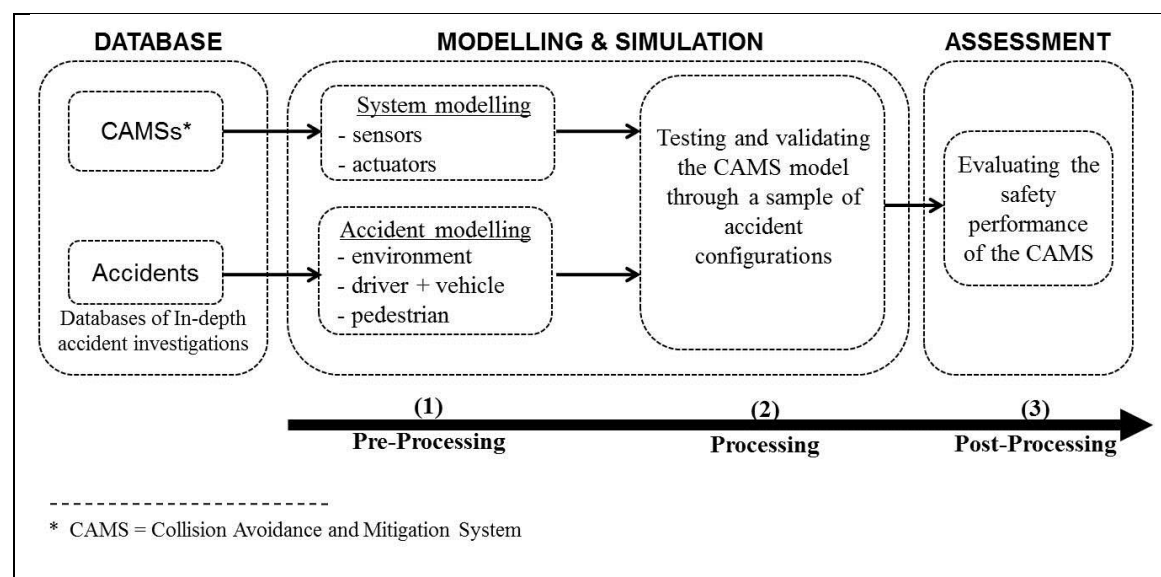 DATABASE
CAMSs*
Accidents
Databases of In-depth
accident investigations
MODELLING & SIMULATION
System modelling
- sensors
- actuators
Accident modelling
- environment
- driver + vehicle
- pedestrian
Testing and validating
the CAMS model
through a sample of
accident
configurations
ASSESSMENT
Evaluating the
safety
performance
of the CAMS
(1)
Pre-Processing
(2)
Processing
(3)
Post-Processing
* CAMS = Collision Avoidance and Mitigation System